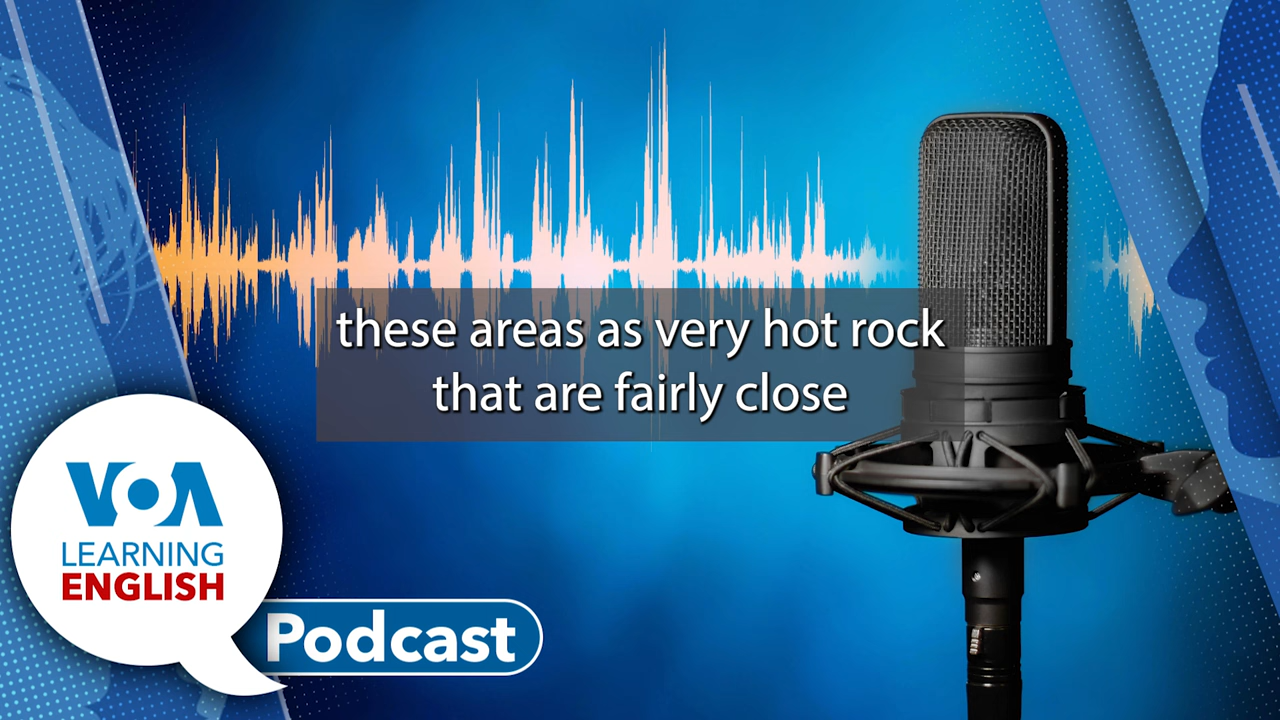 these areas as very hot rock
that are fairly close
VOA
LEARNING
ENGLISH
Podcast